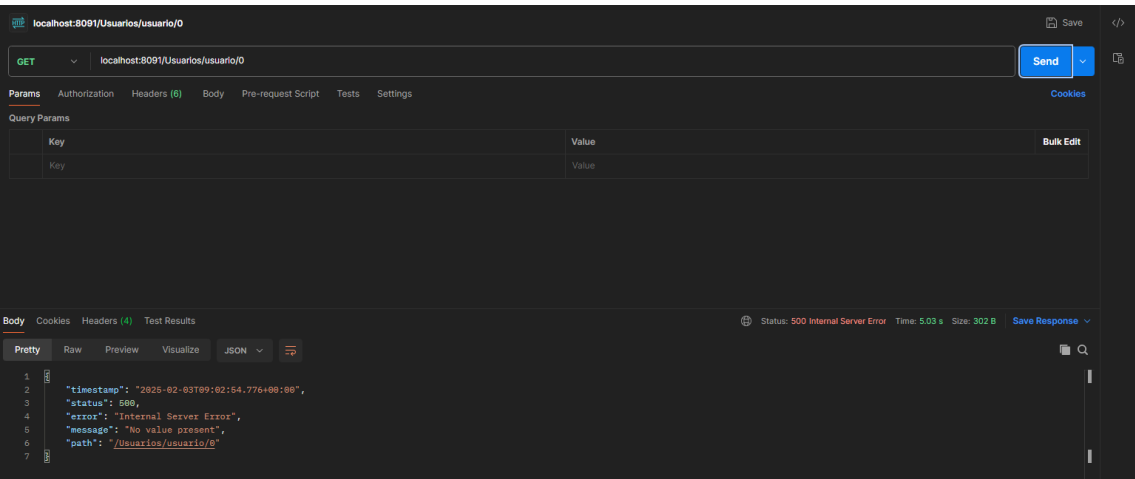 HTTP localhost:8091/Usuarios/usuario/0 Save </>
GET localhost:8091/Usuarios/usuario/0 Send
Params Authorization Headers (6) Body Pre-request Script Tests Settings Cookies
Query Params
Key Value Bulk Edit
Key Value
Body Cookies Headers (4) Test Results Status: 500 Internal Server Error Time: 5.03 s Size: 302 B Save Response
Pretty Raw Preview Visualize JSON
1 {
2 "timestamp": "2025-02-03T09:02:54.776+00:00",
3 "status": 500,
4 "error": "Internal Server Error",
5 "message": "No value present",
6 "path": "/Usuarios/usuario/0"
7 }